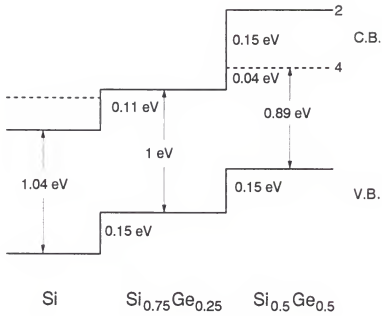 2
0.15 eV
C.B.
4
0.04 eV
0.11 eV
0.89 eV
1 eV
1.04 eV
0.15 eV
V.B.
0.15 eV
Si
Si0.75Ge0.25
Si0.5Ge0.5